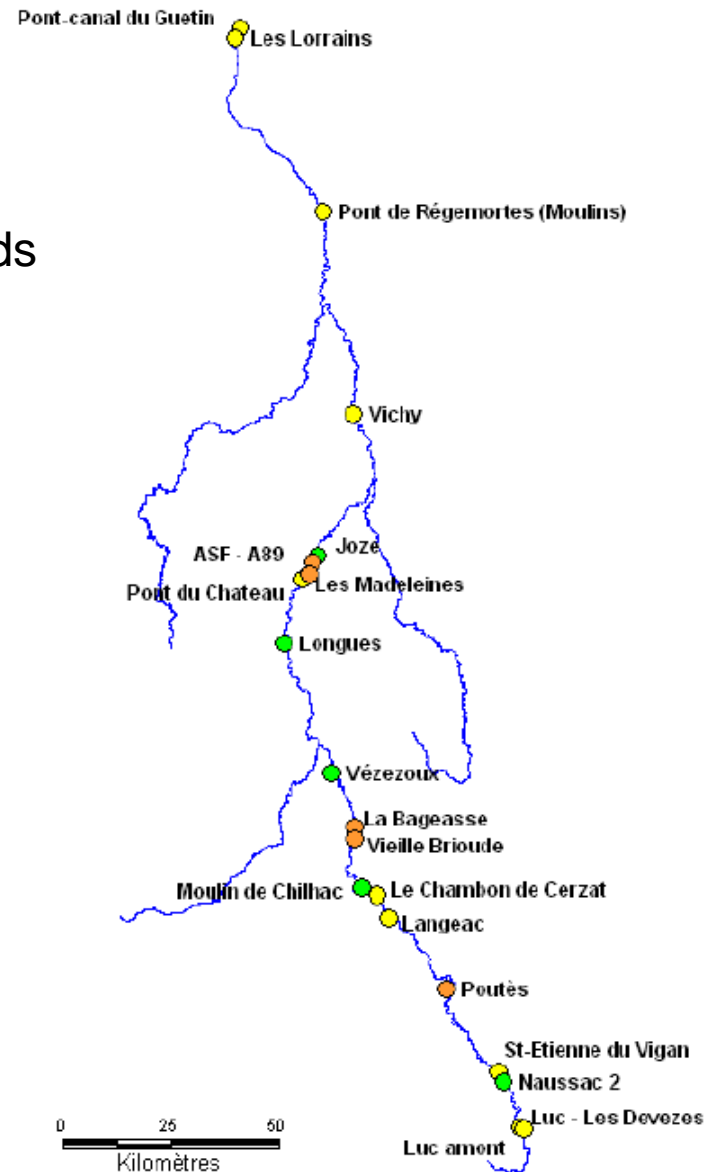 Pont-canal du Guetin
Les Lorrains
Pont de Régemortes (Moulins)
ds
Vichy
ASF - A89
Joze
Pont du Chateau
Les Madeleines
Longues
Vézezoux
La Bageasse
Vieille Brioude
Moulin de Chilhac
Le Chambon de Cerzat
Langeac
Poutès
St-Etienne du Vigan
Naussac 2
Luc - Les Devezes
Luc amont
0 25 50
Kilomètres